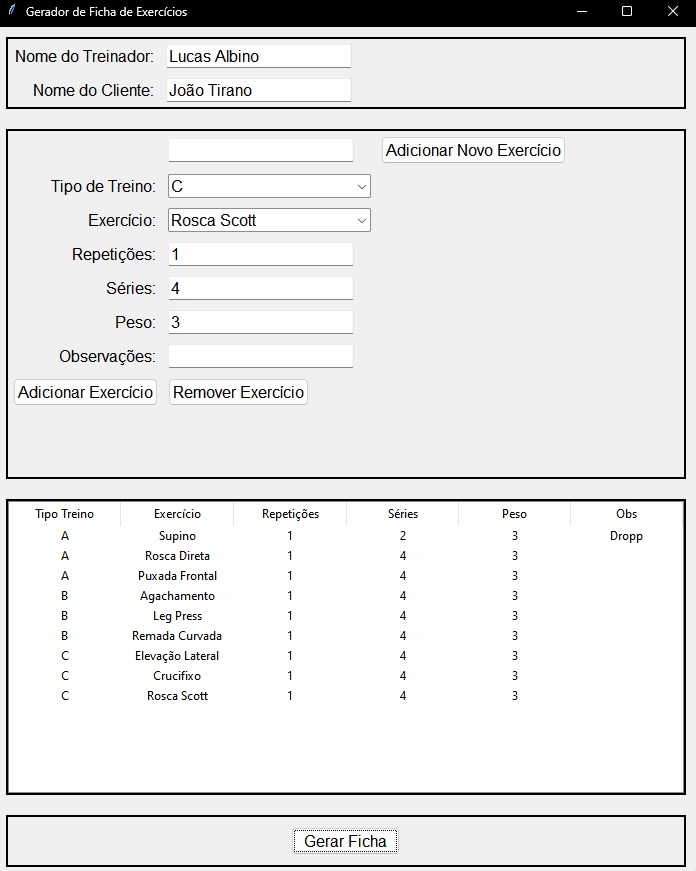 Gerador de Ficha de Exercícios
Nome do Treinador: Lucas Albino
Nome do Cliente: João Tirano
Adicionar Novo Exercício
Tipo de Treino: C
Exercício: Rosca Scott
Repetições: 1
Séries: 4
Peso: 3
Observações:
Adicionar Exercício Remover Exercício
Tipo Treino Exercício Repetições Séries Peso Obs
A Supino 1 2 3 Dropp
A Rosca Direta 1 4 3
A Puxada Frontal 1 4 3
B Agachamento 1 4 3
B Leg Press 1 4 3
B Remada Curvada 1 4 3
C Elevação Lateral 1 4 3
C Crucifixo 1 4 3
C Rosca Scott 1 4 3
Gerar Ficha